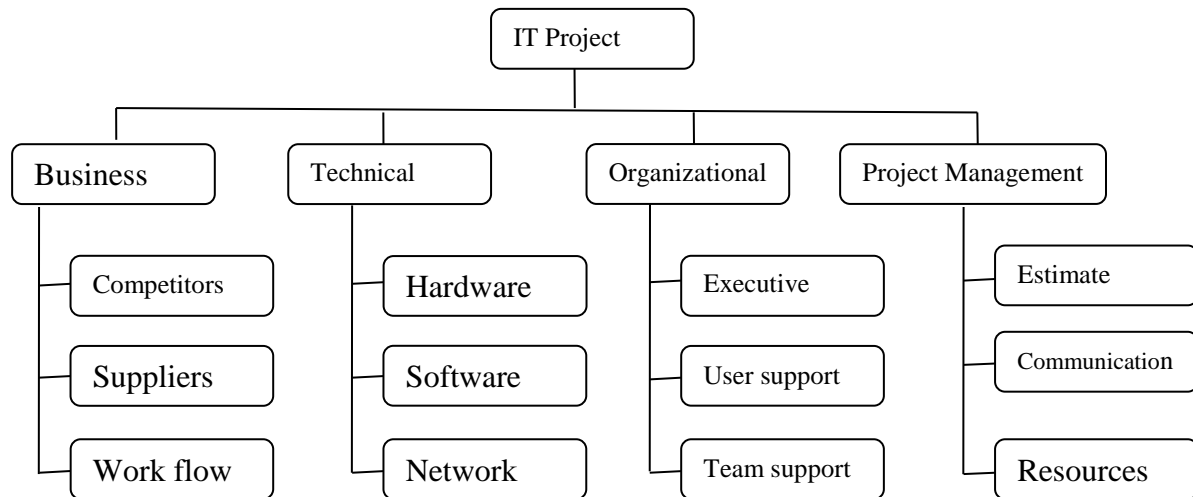 IT Project
Business
Technical
Organizational
Project Management
Competitors
Hardware
Executive
Estimate
Suppliers
Software
User support
Communication
Work flow
Network
Team support
Resources